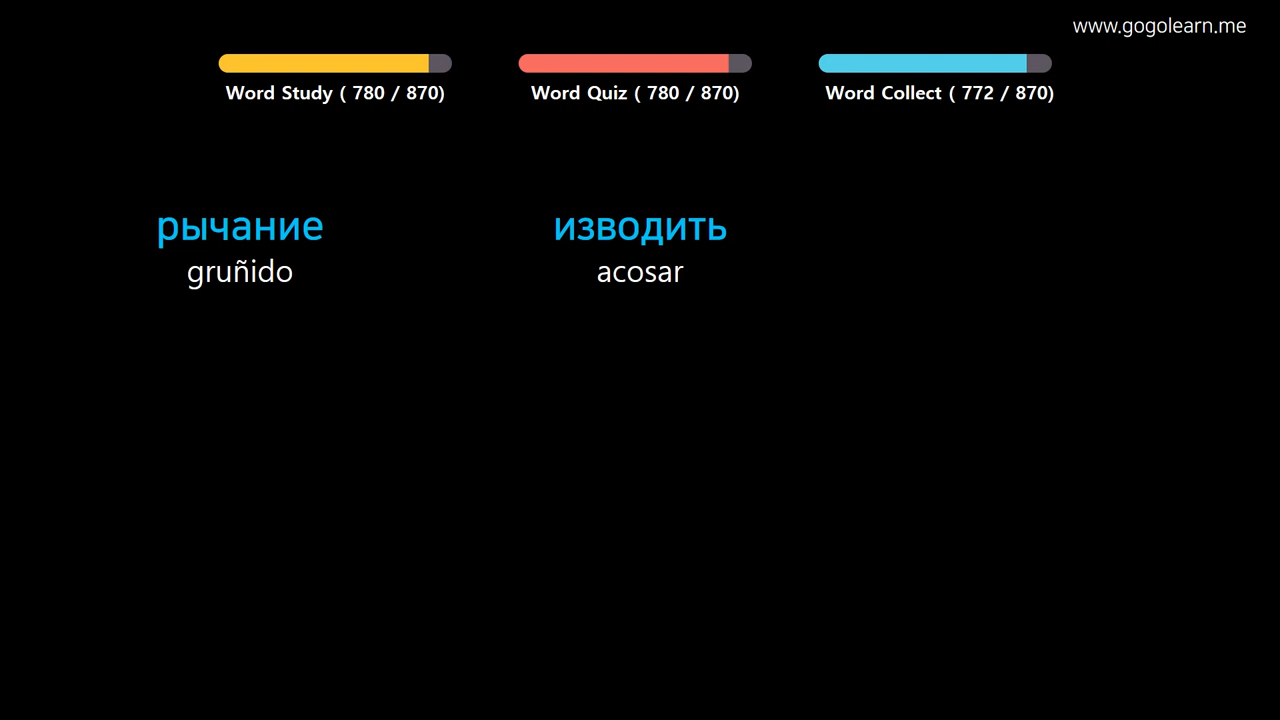 www.gogolearn.me
Word Study ( 780 / 870)
Word Quiz ( 780 / 870)
Word Collect ( 772 / 870)
рычание
gruñido
изводить
acosar